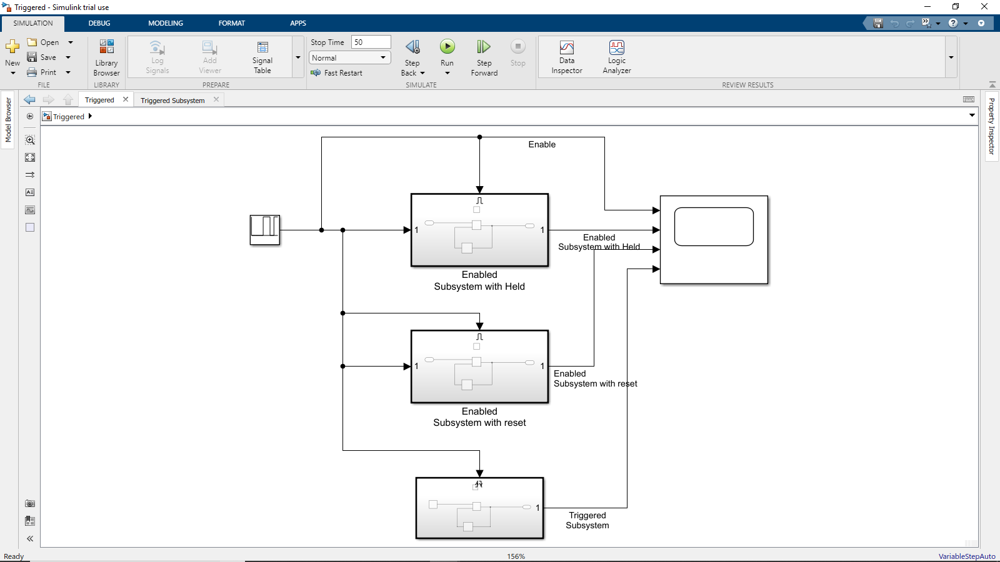 Triggered - Simulink trial use
SIMULATION
DEBUG
MODELING
FORMAT
APPS
New
Open
Save
Print
FILE
Library
Browser
LIBRARY
Log
Signals
Add
Viewer
Signal
Table
PREPARE
Stop Time 50
Normal
Fast Restart
Step
Back
Run
Step
Forward
Stop
SIMULATE
Data
Inspector
Logic
Analyzer
REVIEW RESULTS
Model Browser
Triggered
Triggered Subsystem
Triggered
Property Inspector
Enable
1
1
Enabled
Subsystem with Held
Enabled
Subsystem with Held
1
1
Enabled
Subsystem with reset
Enabled
Subsystem with reset
1
Triggered
Subsystem
Ready
156%
VariableStepAuto